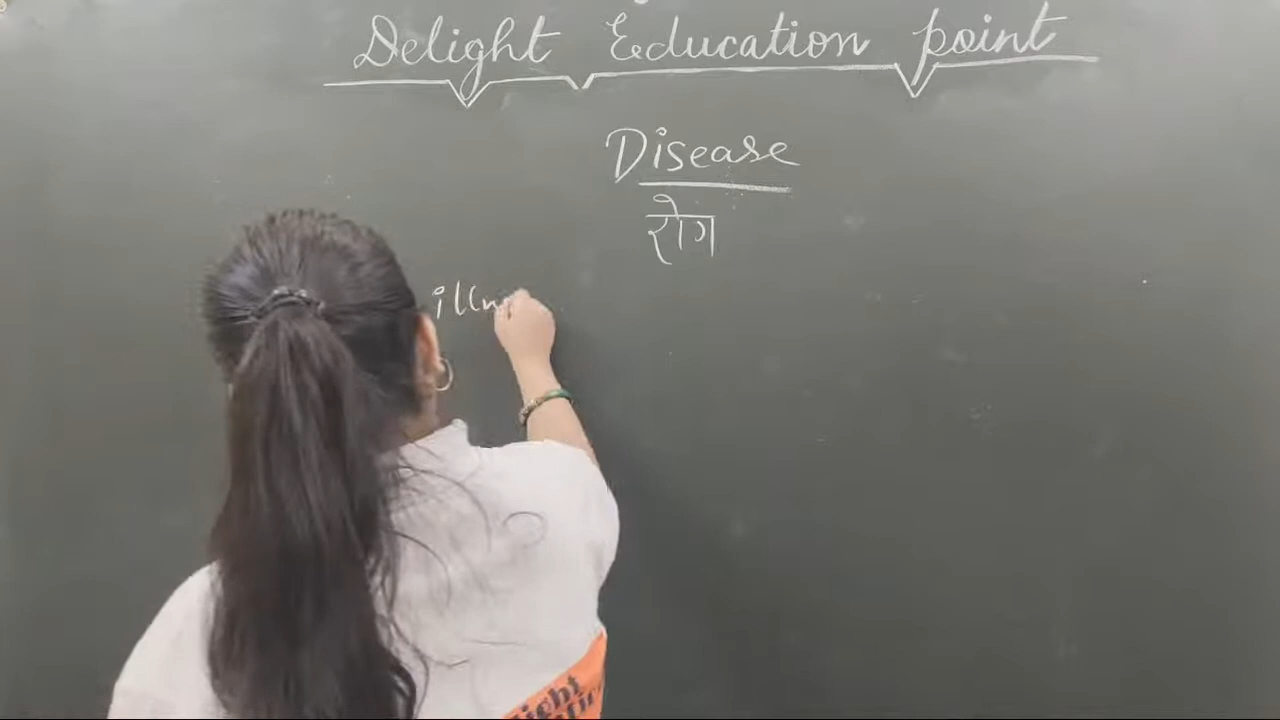 Delight Education point
Disease
रोग